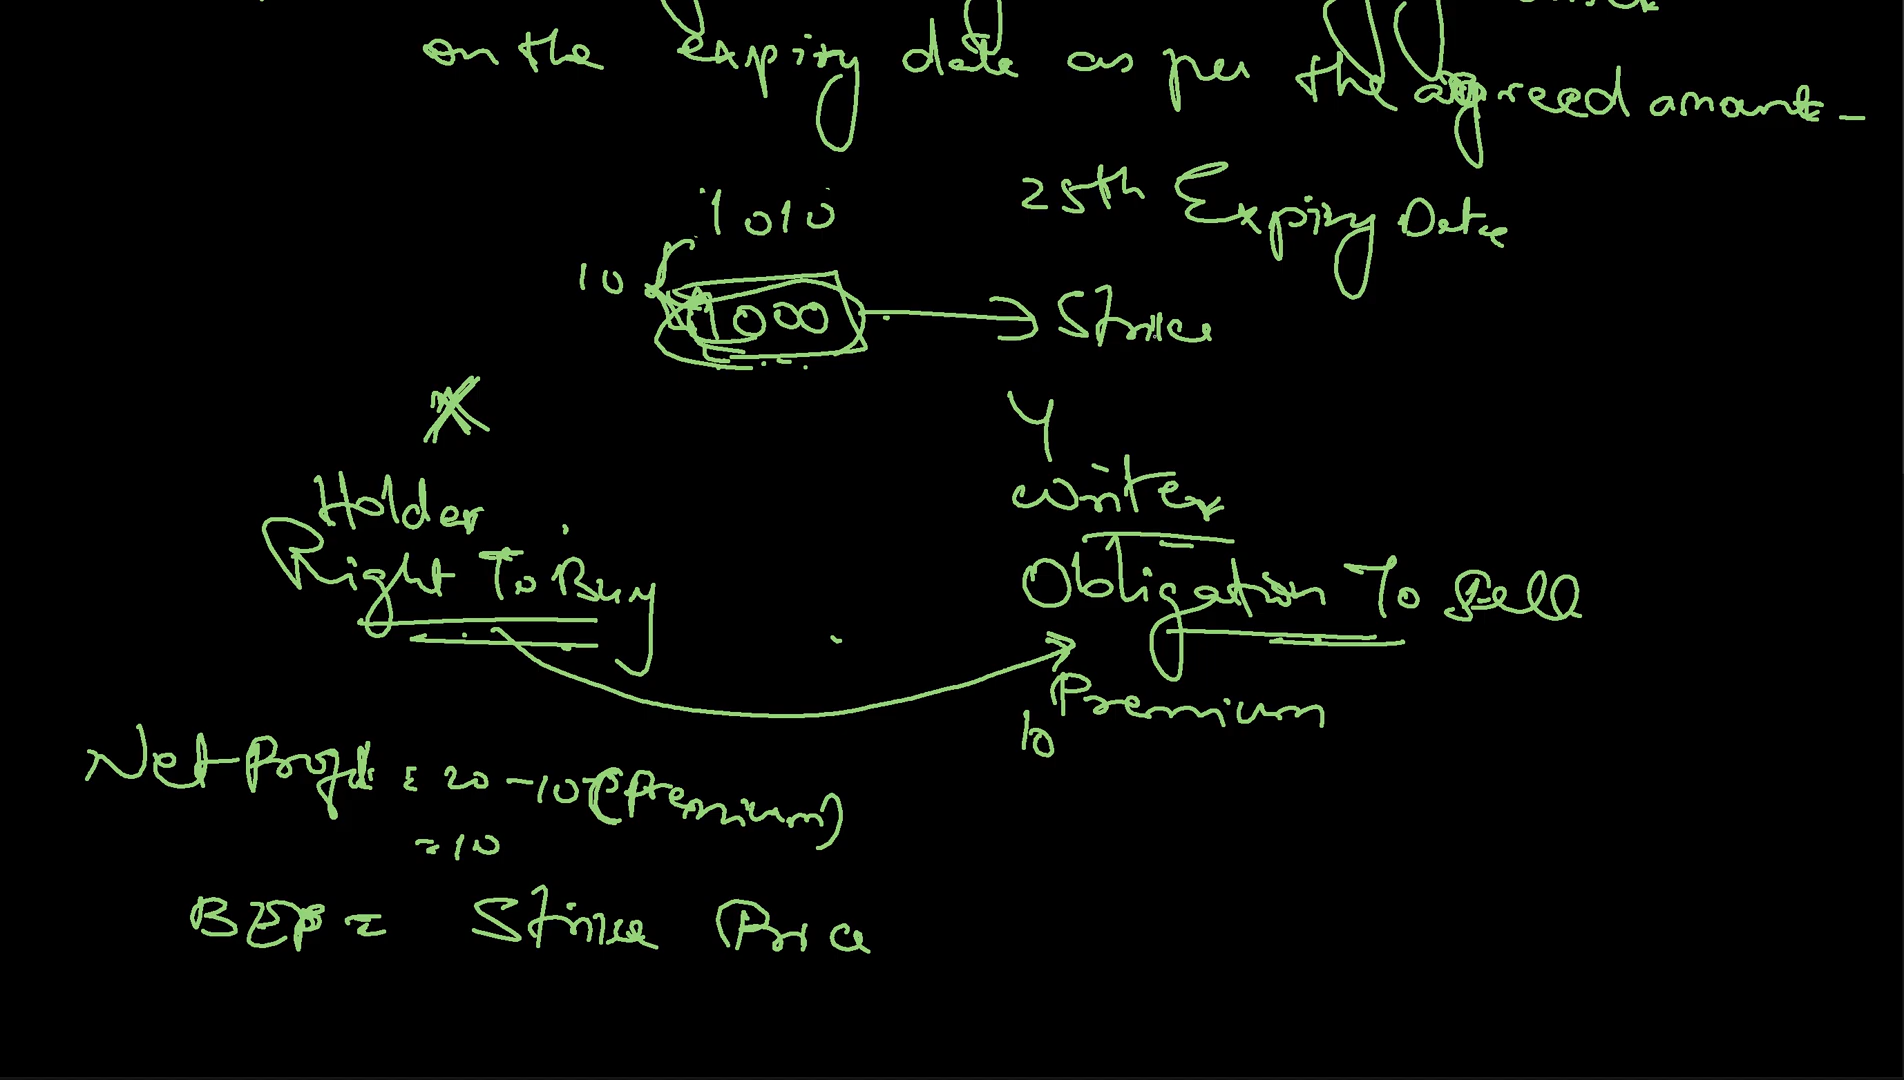 on the expiry date as per the agreed amount-
1010
25th Expiry Date
10
1000 → Strike
X
Y
Holder
writer
Right To Buy
Obligation To Sell
Premium
10
Net Profit = 20 - 10 (Premium)
= 10
BEP = Strike Price